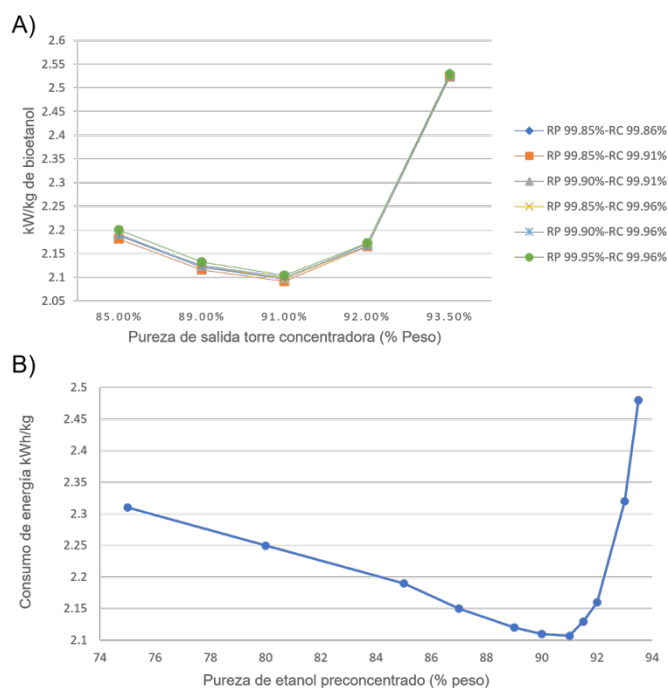 A)
2.6
2.55
2.5
2.45
2.4
2.35
2.3
2.25
2.2
2.15
2.1
2.05
kW/kg de bioetanol
85.00% 89.00% 91.00% 92.00% 93.50%
Pureza de salida torre concentradora (% Peso)
RP 99.85%-RC 99.86%
RP 99.85%-RC 99.91%
RP 99.90%-RC 99.91%
RP 99.85%-RC 99.96%
RP 99.90%-RC 99.96%
RP 99.95%-RC 99.96%
B)
2.5
2.45
2.4
2.35
2.3
2.25
2.2
2.15
2.1
Consumo de energía kWh/kg
74 76 78 80 82 84 86 88 90 92 94
Pureza de etanol preconcentrado (% peso)